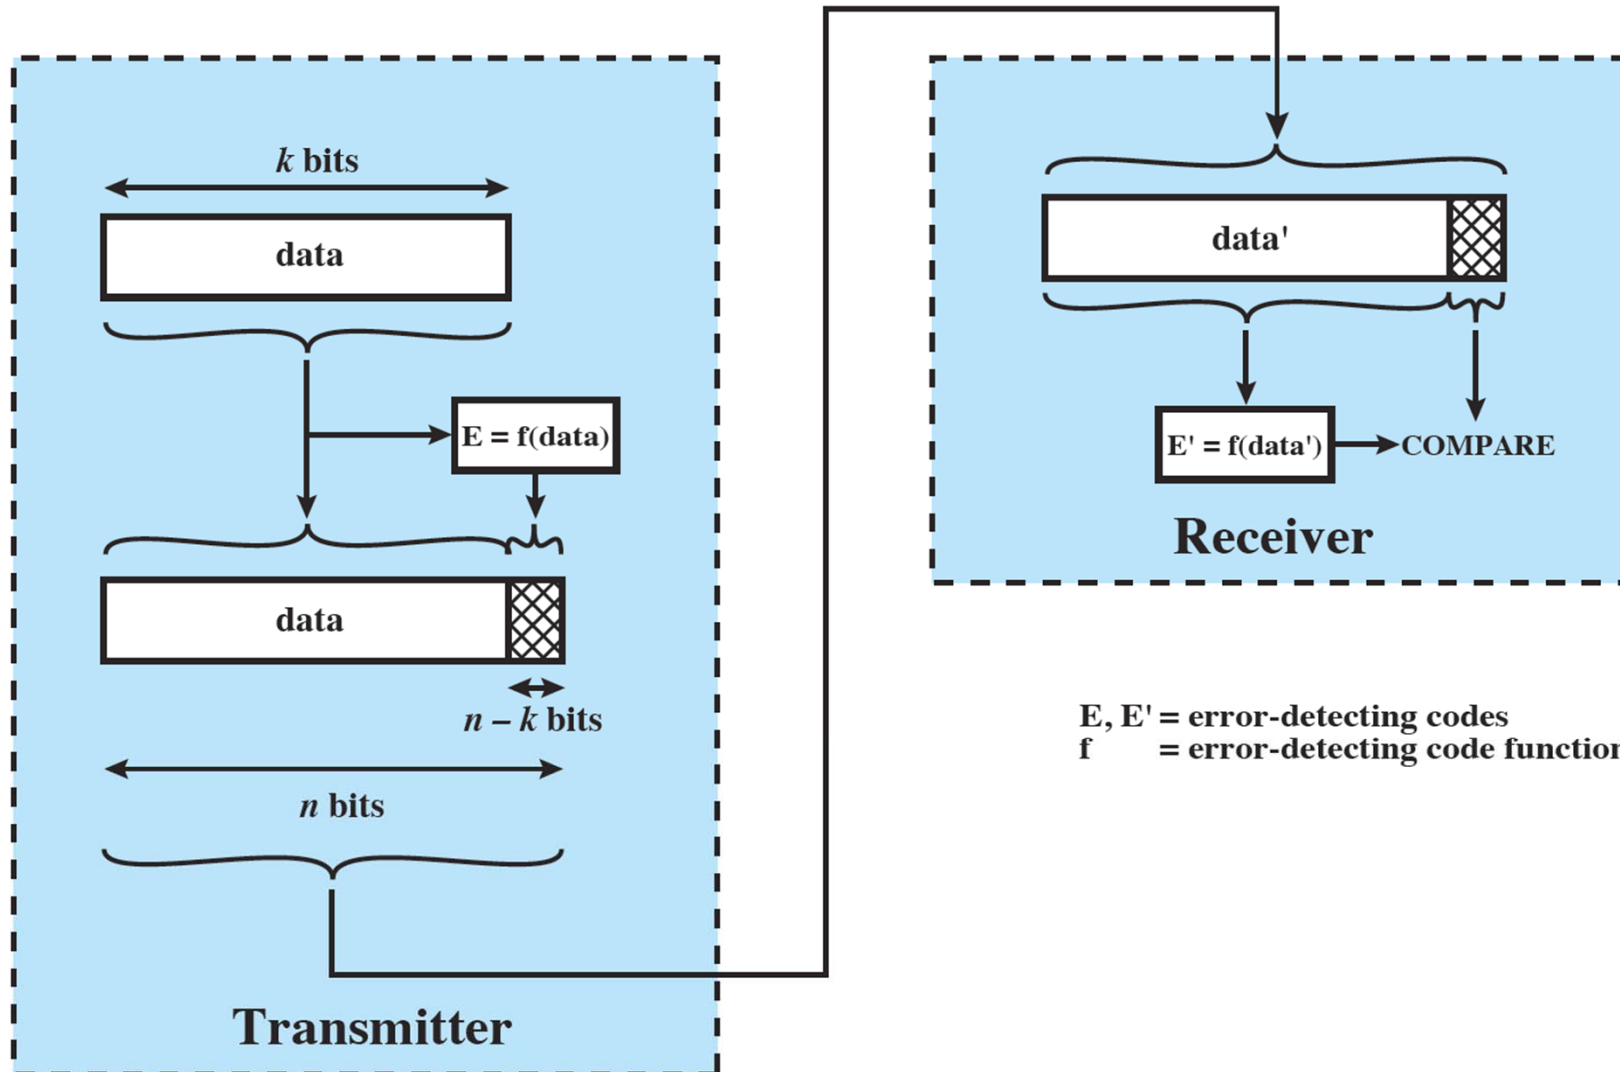 k bits
data
E = f(data)
data
n – k bits
n bits
Transmitter
data'
E' = f(data')
COMPARE
Receiver
E, E' = error-detecting codes
f = error-detecting code function